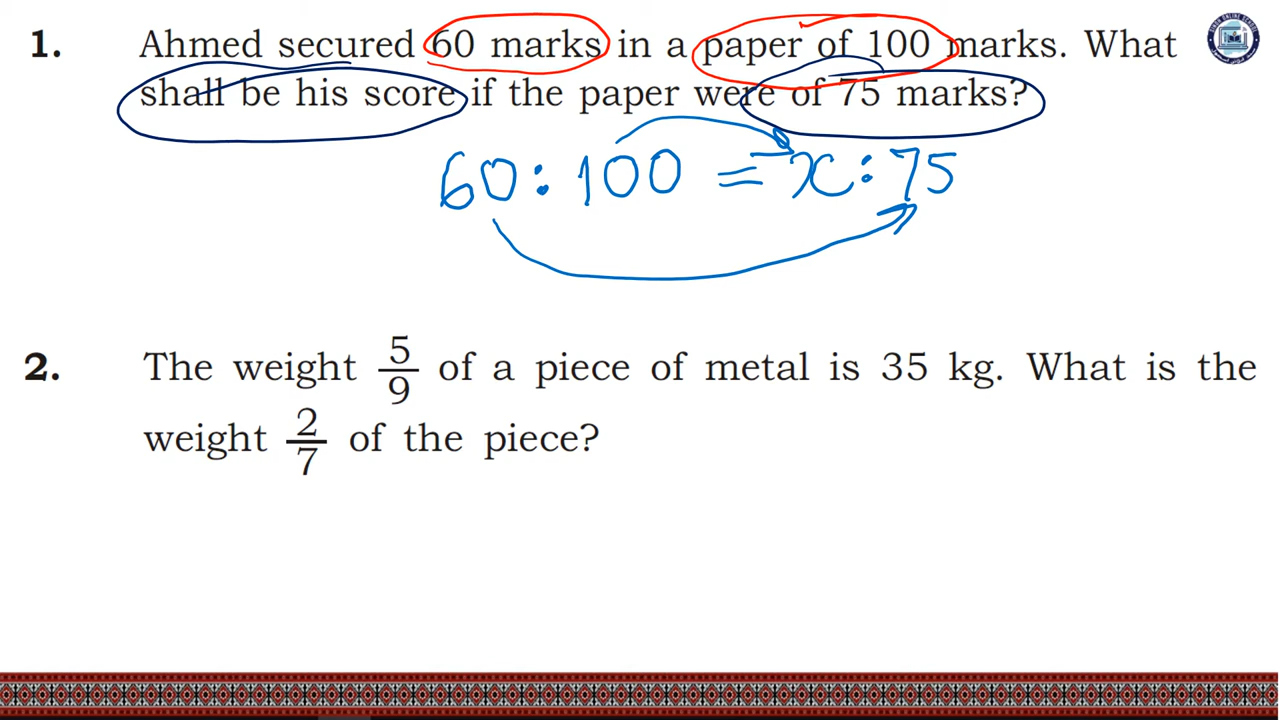 1. Ahmed secured 60 marks in a paper of 100 marks. What
shall be his score if the paper were of 75 marks?
60 : 100 = x : 75
2. The weight 5/9 of a piece of metal is 35 kg. What is the
weight 2/7 of the piece?